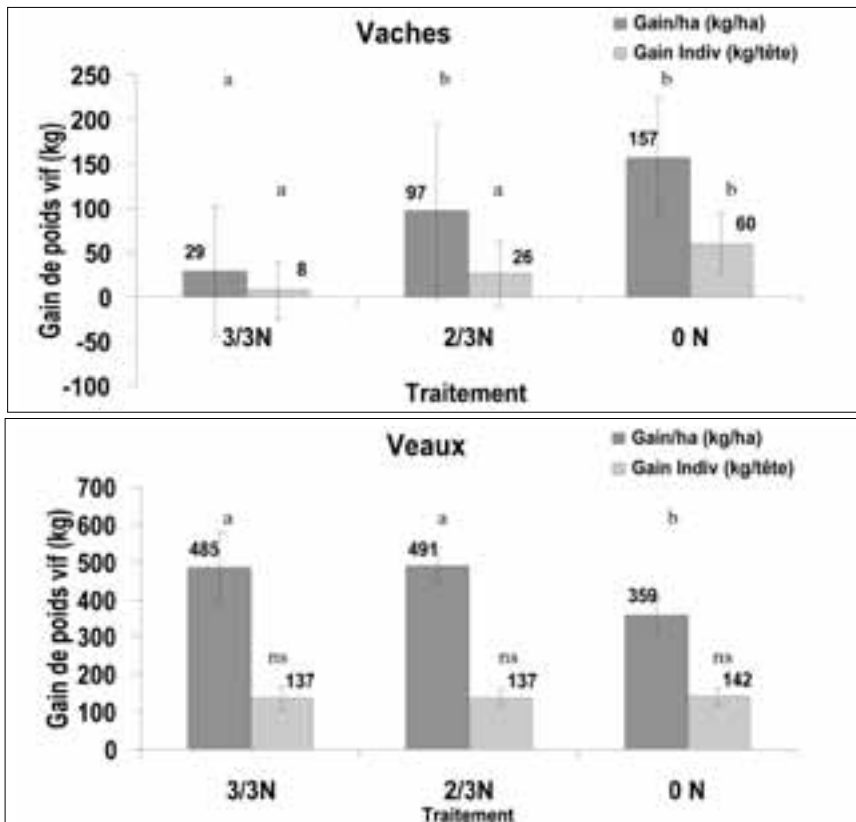 Vaches
Gain/ha (kg/ha)
Gain Indiv (kg/tête)
Gain de poids vif (kg)
250
200
150
100
50
0
-50
-100
a
b
b
29
a
8
97
a
26
157
b
60
3/3N
2/3N
0 N
Traitement
Veaux
Gain/ha (kg/ha)
Gain Indiv (kg/tête)
Gain de poids vif (kg)
700
600
500
400
300
200
100
0
a
a
b
485
ns
137
491
ns
137
359
ns
142
3/3N
2/3N
0 N
Traitement